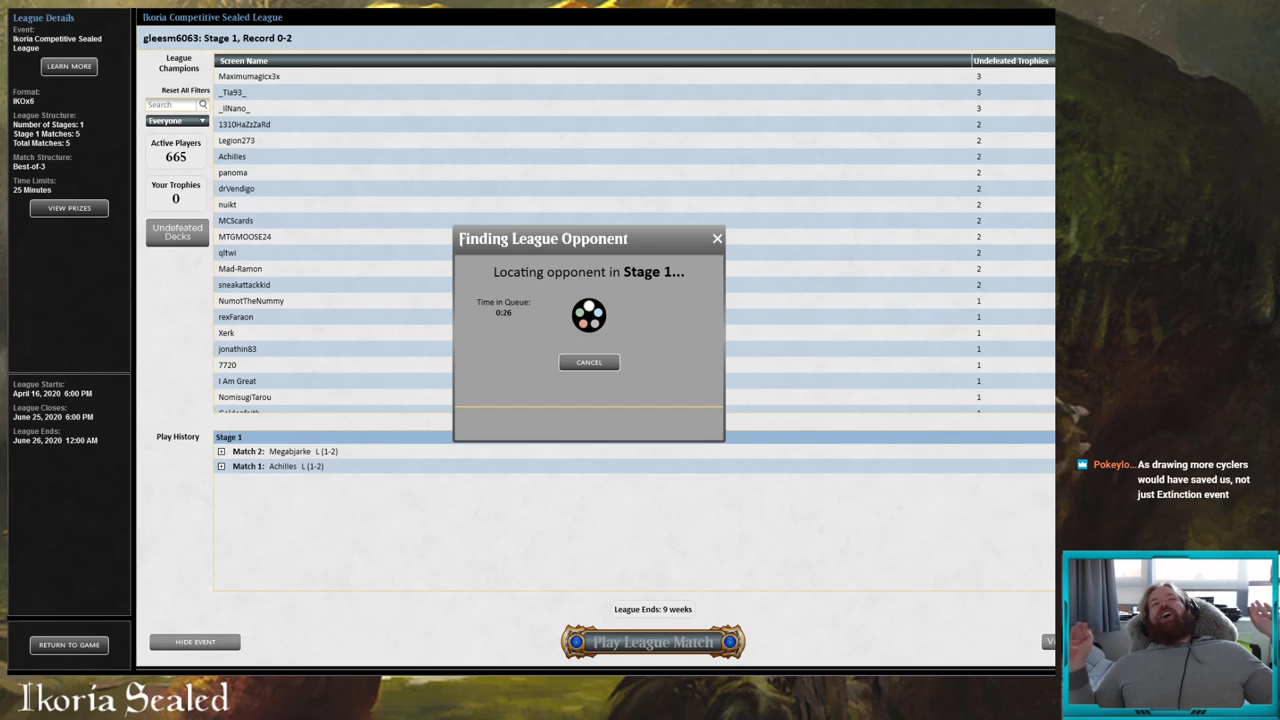 League Details
Event:
Ikoria Competitive Sealed
League
LEARN MORE
Format:
IKOx6
League Structure:
Number of Stages: 1
Stage 1 Matches: 5
Total Matches: 5
Match Structure:
Best-of-3
Time Limits:
25 Minutes
VIEW PRIZES
League Starts:
April 16, 2020 6:00 PM
League Closes:
June 25, 2020 6:00 PM
League Ends:
June 26, 2020 12:00 AM
RETURN TO GAME
Ikoria Competitive Sealed League
gleesm6063: Stage 1, Record 0-2
League
Champions
Reset All Filters
Search
Everyone
Active Players
665
Your Trophies
0
Undefeated
Decks
Screen Name Undefeated Trophies
Maximumagicx3x 3
_Tia93_ 3
_IlNano_ 3
1310HaZzZaRd 2
Legion273 2
Achilles 2
panoma 2
drVendigo 2
nuikt 2
MCScards 2
MTGMOOSE24 2
qltwi 2
Mad-Ramon 2
sneakattackkid 2
NumotTheNummy 1
rexFaraon 1
Xerk 1
jonathin83 1
7720 1
I Am Great 1
NomisugiTarou 1
Finding League Opponent
Locating opponent in Stage 1...
Time in Queue:
0:26
CANCEL
Play History
Stage 1
Match 2: Megabjarke L (1-2)
Match 1: Achilles L (1-2)
League Ends: 9 weeks
HIDE EVENT
Play League Match
Pokeylo... As drawing more cyclers
would have saved us, not
just Extinction event
Ikoria Sealed